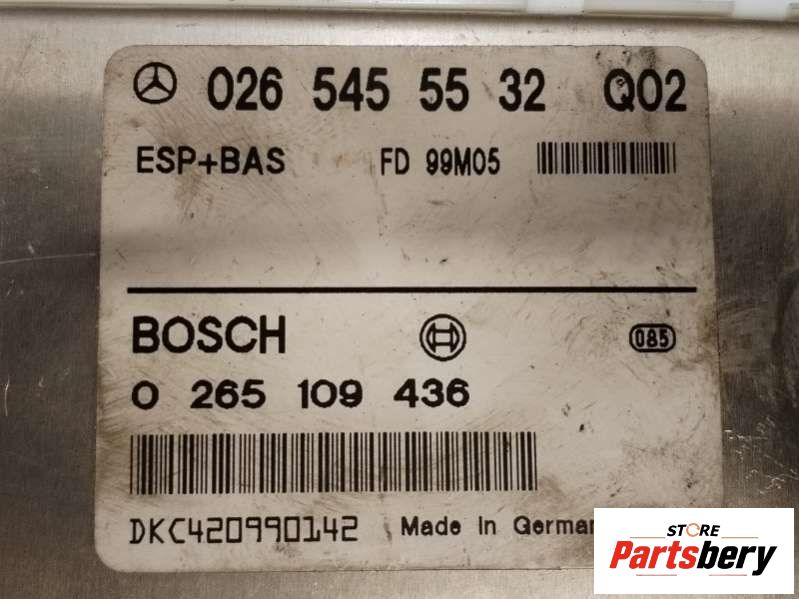 026 545 55 32 Q02
ESP+BAS FD 99M05
BOSCH 085
0 265 109 436
DKC420990142 Made in German
STORE
Partsbery